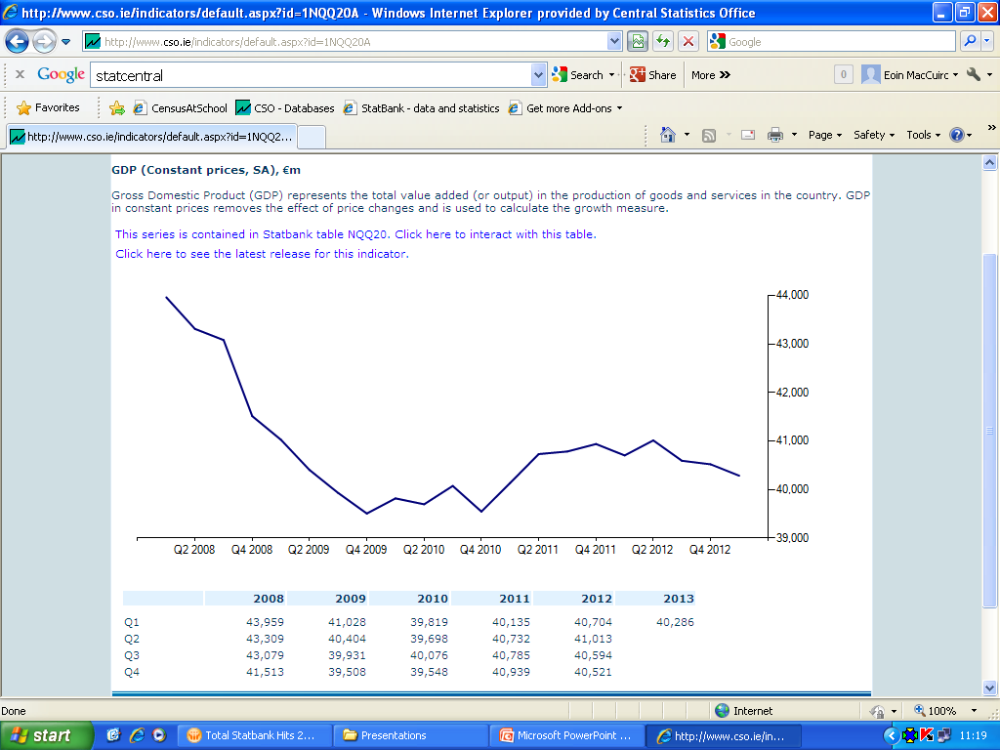 http://www.cso.ie/indicators/default.aspx?id=1NQQ20A - Windows Internet Explorer provided by Central Statistics Office
http://www.cso.ie/indicators/default.aspx?id=1NQQ20A
Google
x Google statcentral Search Share More » 0 Eoin MacCuirc
Favorites CensusAtSchool CSO - Databases StatBank - data and statistics Get more Add-ons
http://www.cso.ie/indicators/default.aspx?id=1NQQ2... Page Safety Tools »
GDP (Constant prices, SA), €m
Gross Domestic Product (GDP) represents the total value added (or output) in the production of goods and services in the country. GDP
in constant prices removes the effect of price changes and is used to calculate the growth measure.
This series is contained in Statbank table NQQ20. Click here to interact with this table.
Click here to see the latest release for this indicator.
44,000
43,000
42,000
41,000
40,000
39,000
Q2 2008 Q4 2008 Q2 2009 Q4 2009 Q2 2010 Q4 2010 Q2 2011 Q4 2011 Q2 2012 Q4 2012
2008 2009 2010 2011 2012 2013
Q1 43,959 41,028 39,819 40,135 40,704 40,286
Q2 43,309 40,404 39,698 40,732 41,013
Q3 43,079 39,931 40,076 40,785 40,594
Q4 41,513 39,508 39,548 40,939 40,521
Done Internet 100%
start Total Statbank Hits 2... Presentations Microsoft PowerPoint ... http://www.cso.ie/in... 11:19